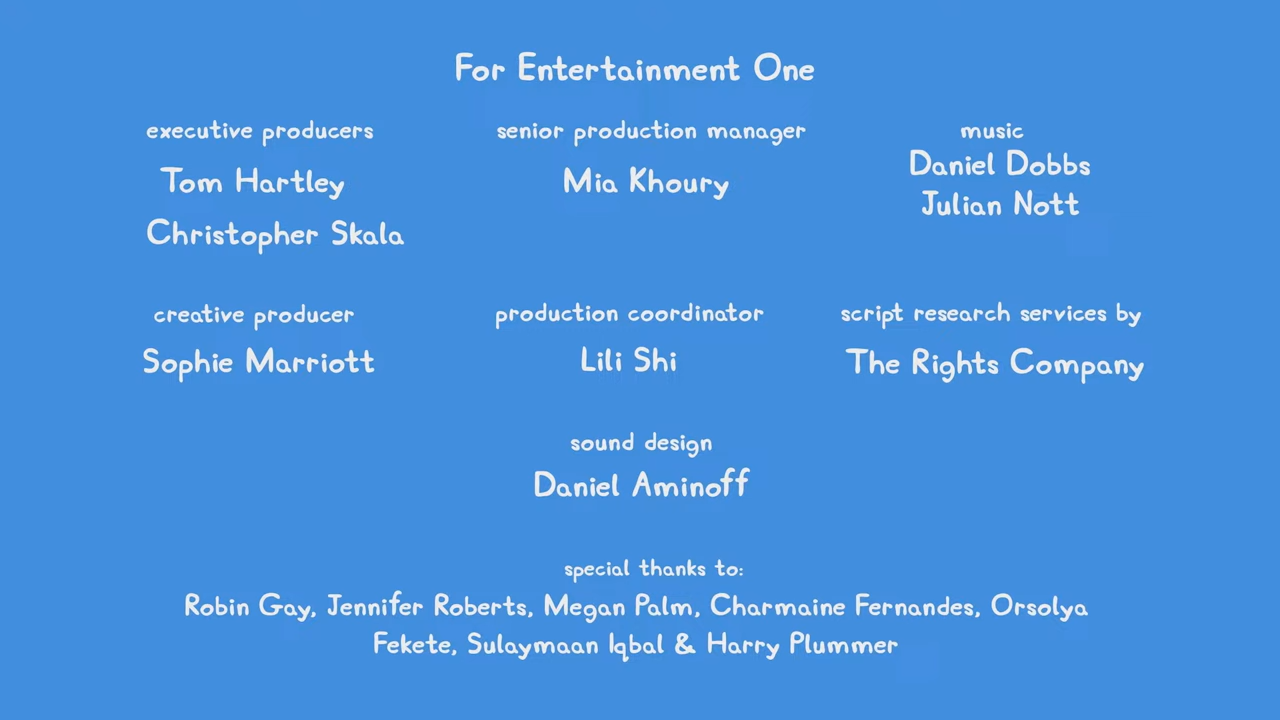 For Entertainment One
executive producers
Tom Hartley
Christopher Skala
senior production manager
Mia Khoury
music
Daniel Dobbs
Julian Nott
creative producer
Sophie Marriott
production coordinator
Lili Shi
script research services by
The Rights Company
sound design
Daniel Aminoff
special thanks to:
Robin Gay, Jennifer Roberts, Megan Palm, Charmaine Fernandes, Orsolya
Fekete, Sulaymaan Iqbal & Harry Plummer